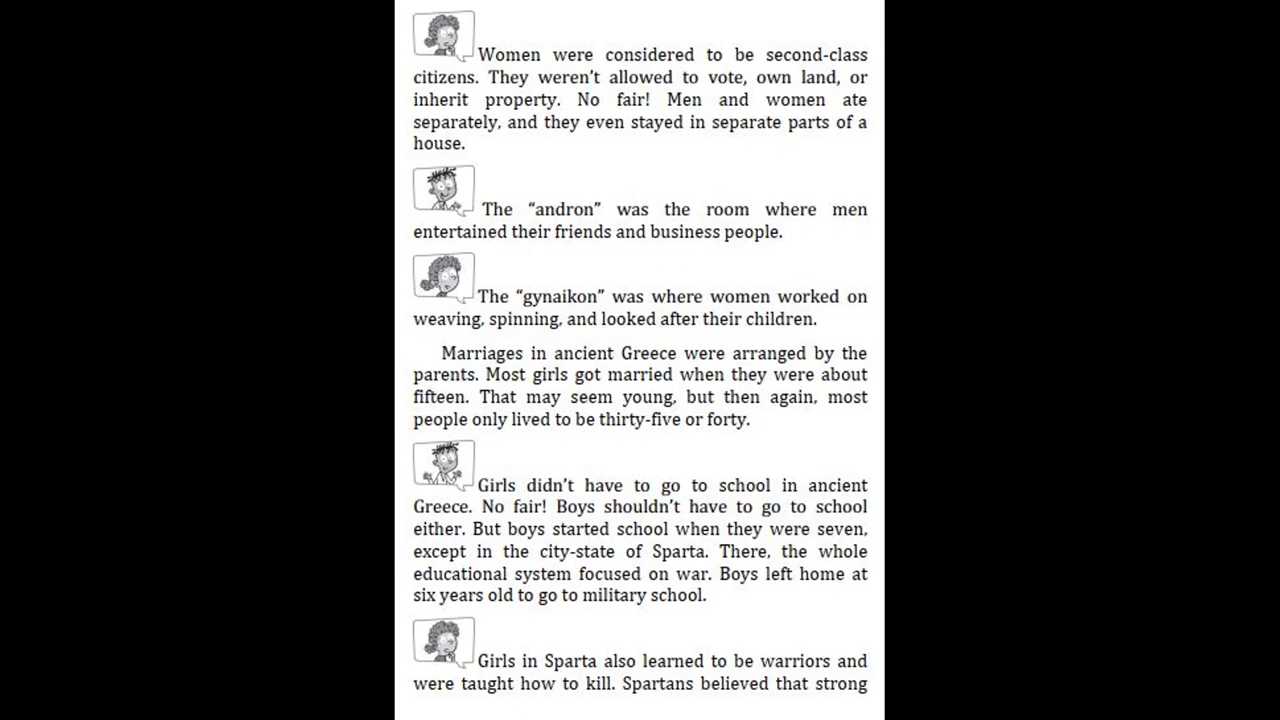 Women were considered to be second-class
citizens. They weren't allowed to vote, own land, or
inherit property. No fair! Men and women ate
separately, and they even stayed in separate parts of a
house.
The “andron” was the room where men
entertained their friends and business people.
The “gynaikon” was where women worked on
weaving, spinning, and looked after their children.
Marriages in ancient Greece were arranged by the
parents. Most girls got married when they were about
fifteen. That may seem young, but then again, most
people only lived to be thirty-five or forty.
Girls didn't have to go to school in ancient
Greece. No fair! Boys shouldn't have to go to school
either. But boys started school when they were seven,
except in the city-state of Sparta. There, the whole
educational system focused on war. Boys left home at
six years old to go to military school.
Girls in Sparta also learned to be warriors and
were taught how to kill. Spartans believed that strong